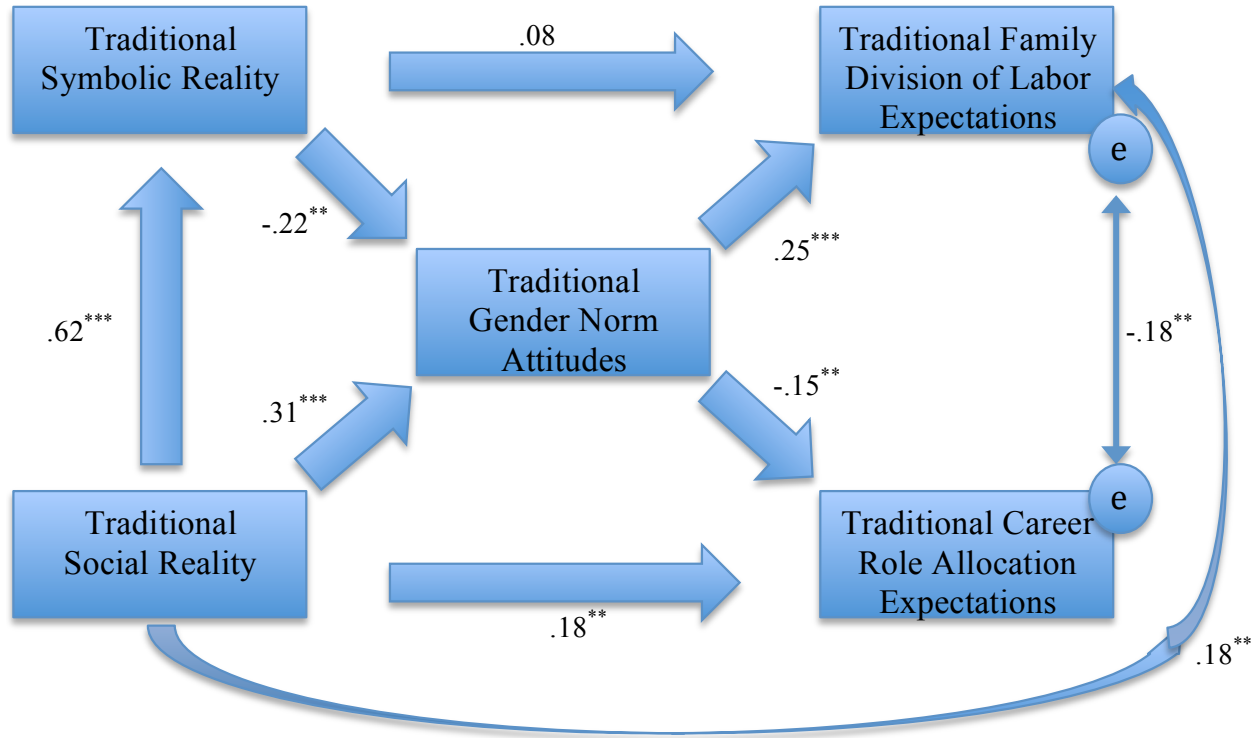 Traditional
Symbolic Reality
.08
Traditional Family
Division of Labor
Expectations
e
-.22**
.25***
Traditional
Gender Norm
Attitudes
.62***
-.18**
.31***
-.15**
Traditional
Social Reality
.18**
e
Traditional Career
Role Allocation
Expectations
.18**